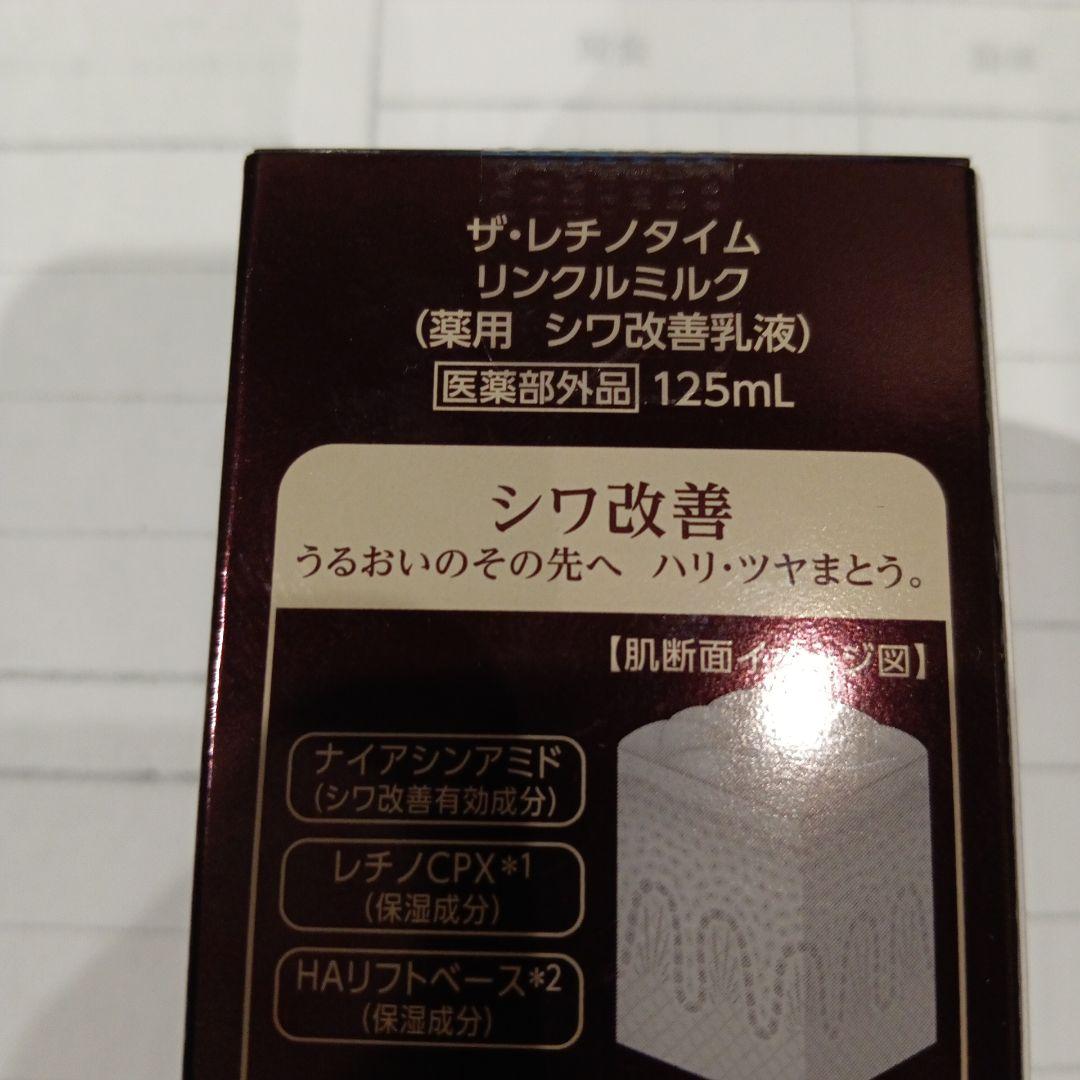 ザ・レチノタイム
リンクルミルク
(薬用 シワ改善乳液)
医薬部外品 125mL
シワ改善
うるおいのその先へ ハリ・ツヤまとう。
【肌断面イメージ図】
ナイアシンアミド
(シワ改善有効成分)
レチノCPX*1
(保湿成分)
HAリフトベース*2
(保湿成分)